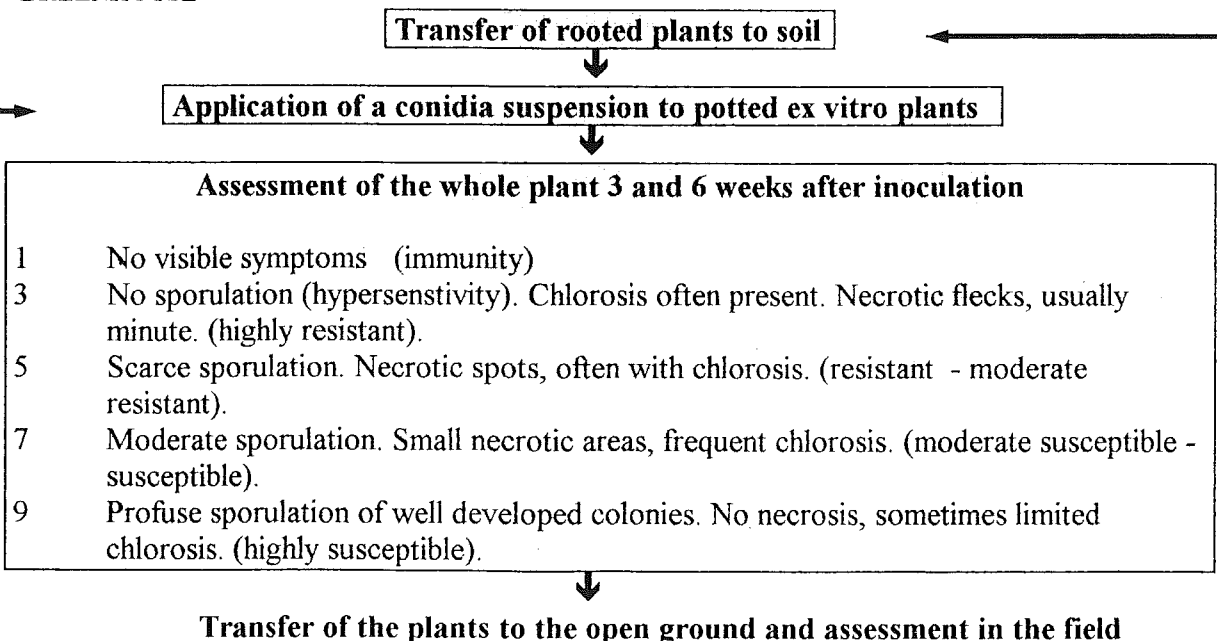 Transfer of rooted plants to soil
Application of a conidia suspension to potted ex vitro plants
Assessment of the whole plant 3 and 6 weeks after inoculation
1 No visible symptoms (immunity)
3 No sporulation (hypersenstivity). Chlorosis often present. Necrotic flecks, usually
minute. (highly resistant).
5 Scarce sporulation. Necrotic spots, often with chlorosis. (resistant - moderate
resistant).
7 Moderate sporulation. Small necrotic areas, frequent chlorosis. (moderate susceptible -
susceptible).
9 Profuse sporulation of well developed colonies. No necrosis, sometimes limited
chlorosis. (highly susceptible).
Transfer of the plants to the open ground and assessment in the field